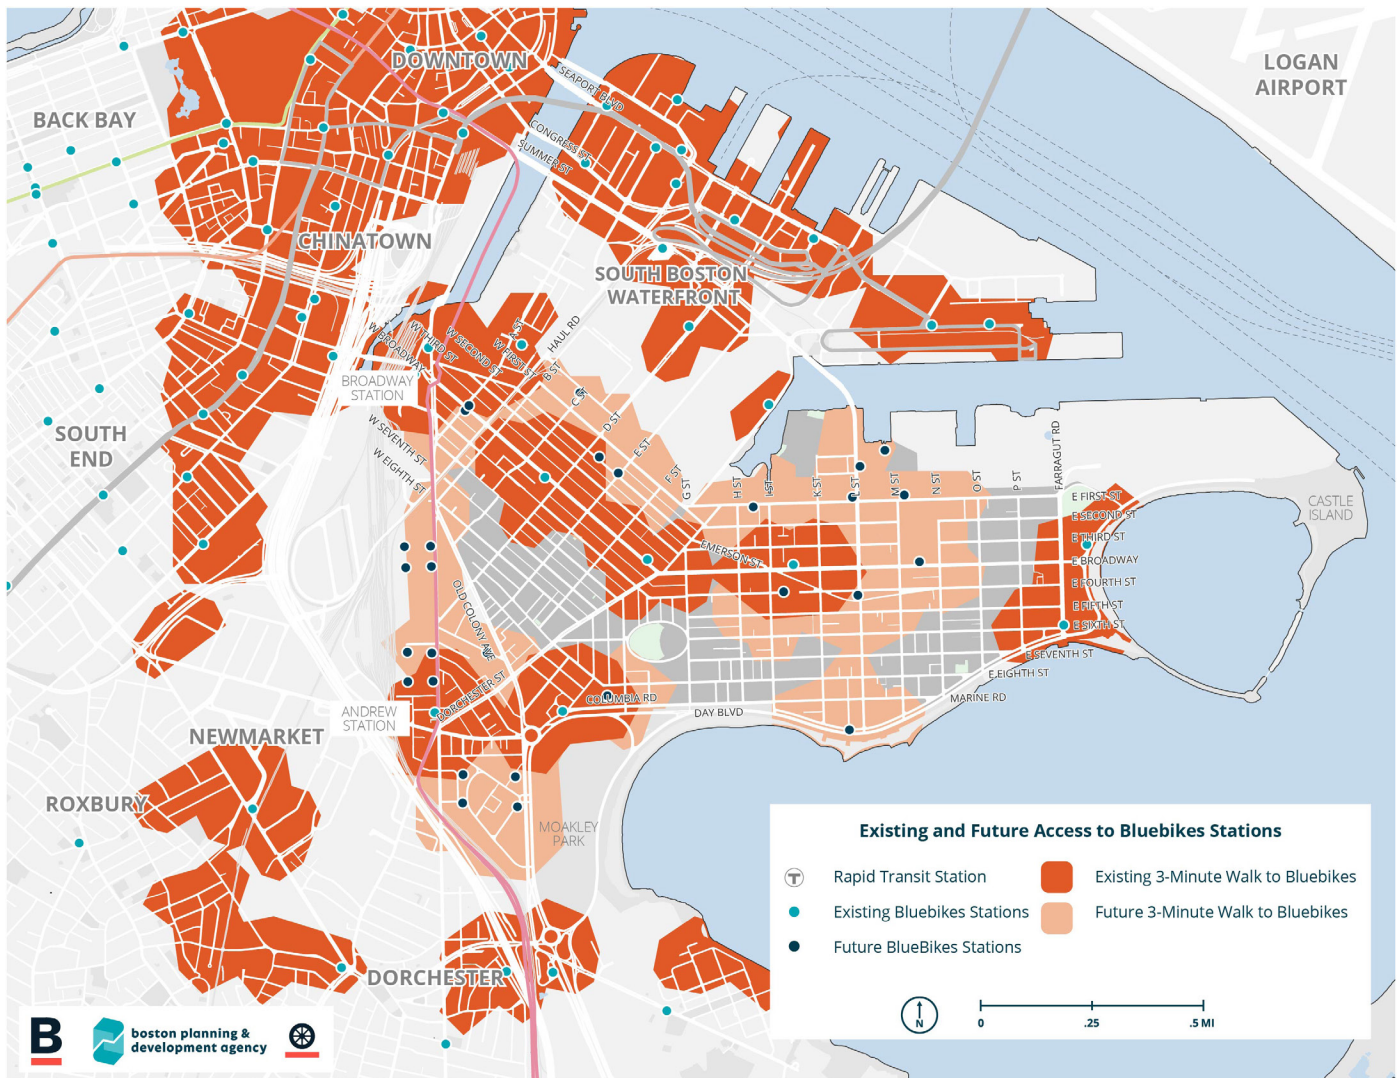 DOWNTOWN
LOGAN
AIRPORT
BACK BAY
SEAPORT BLVD
CONGRESS ST
SUMMER ST
CHINATOWN
SOUTH BOSTON
WATERFRONT
W BROADWAY
W THIRD ST
W SECOND ST
W FIRST ST
A ST
HAUL RD
B ST
C ST
D ST
E ST
F ST
G ST
H ST
I ST
K ST
L ST
M ST
N ST
O ST
P ST
FARRAGUT RD
BROADWAY
STATION
W SEVENTH ST
W EIGHTH ST
SOUTH
END
E FIRST ST
E SECOND ST
E THIRD ST
E BROADWAY
E FOURTH ST
E FIFTH ST
E SIXTH ST
E SEVENTH ST
E EIGHTH ST
MARINE RD
CASTLE
ISLAND
EMERSON ST
OLD COLONY AVE
DORCHESTER ST
COLUMBIA RD
DAY BLVD
ANDREW
STATION
NEWMARKET
ROXBURY
MOAKLEY
PARK
DORCHESTER
Existing and Future Access to Bluebikes Stations
T
Rapid Transit Station
Existing Bluebikes Stations
Future BlueBikes Stations
Existing 3-Minute Walk to Bluebikes
Future 3-Minute Walk to Bluebikes
N
0 .25 .5 MI
B
boston planning &
development agency